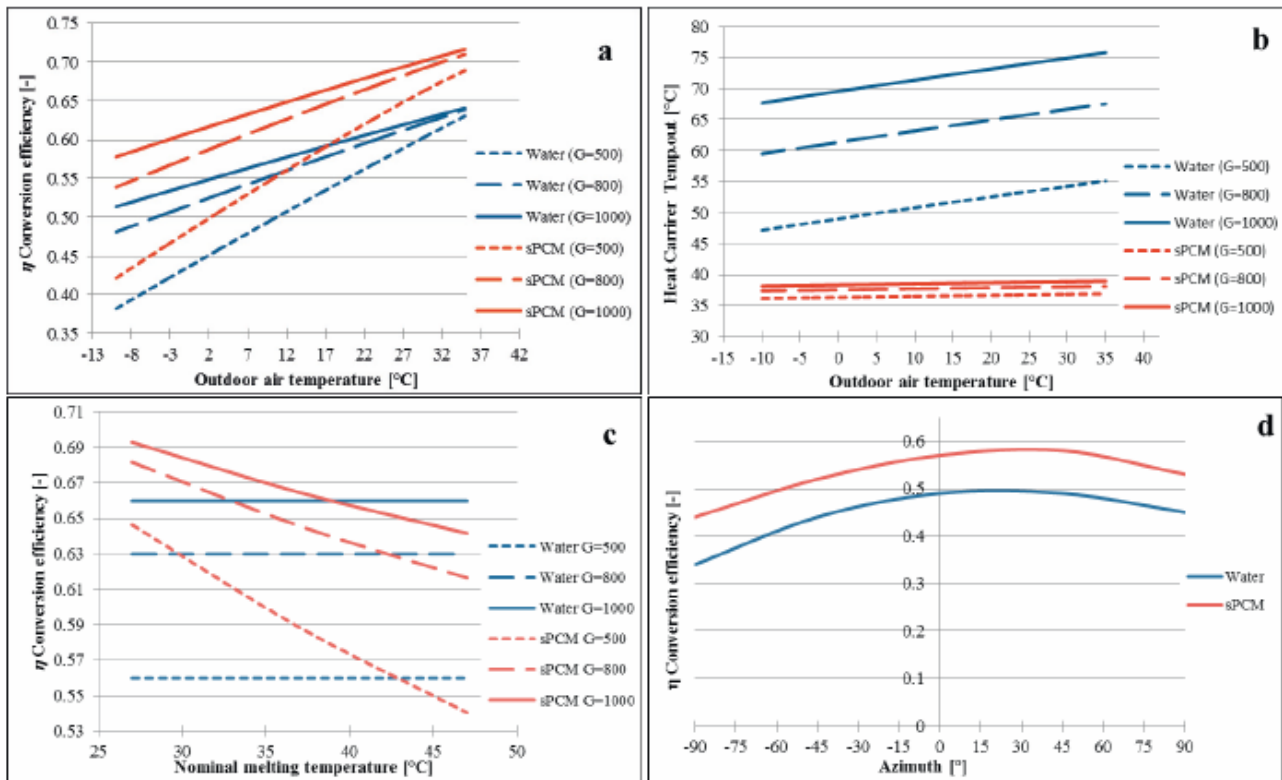 a
0.75
0.70
0.65
0.60
0.55
0.50
0.45
0.40
0.35
η Conversion efficiency [-]
-13 -8 -3 2 7 12 17 22 27 32 37 42
Outdoor air temperature [°C]
Water (G=500)
Water (G=800)
Water (G=1000)
sPCM (G=500)
sPCM (G=800)
sPCM (G=1000)
b
80
75
70
65
60
55
50
45
40
35
30
Heat Carrirer Temp.out [°C]
-15 -10 -5 0 5 10 15 20 25 30 35 40
Outdoor air temperature [°C]
Water (G=500)
Water (G=800)
Water (G=1000)
sPCM (G=500)
sPCM (G=800)
sPCM (G=1000)
c
0.71
0.69
0.67
0.65
0.63
0.61
0.59
0.57
0.55
0.53
η Conversion efficiency [-]
25 30 35 40 45 50
Nominal melting temperature [°C]
Water G=500
Water G=800
Water G=1000
sPCM G=500
sPCM G=800
sPCM G=1000
d
0.6
0.5
0.4
0.3
0.2
0.1
0
η Conversion efficiency [-]
-90 -75 -60 -45 -30 -15 0 15 30 45 60 75 90
Azimuth [°]
Water
sPCM